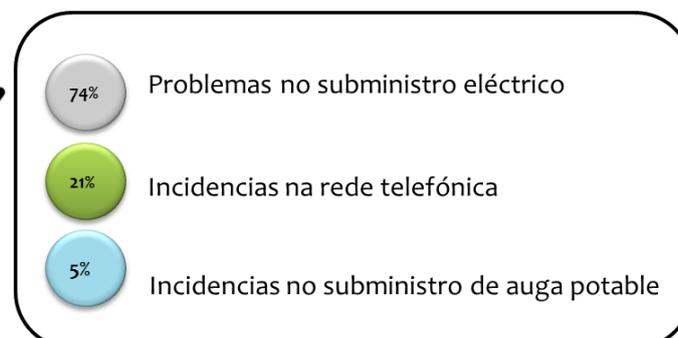 74% Problemas no subministro eléctrico
21% Incidencias na rede telefónica
5% Incidencias no subministro de auga potable